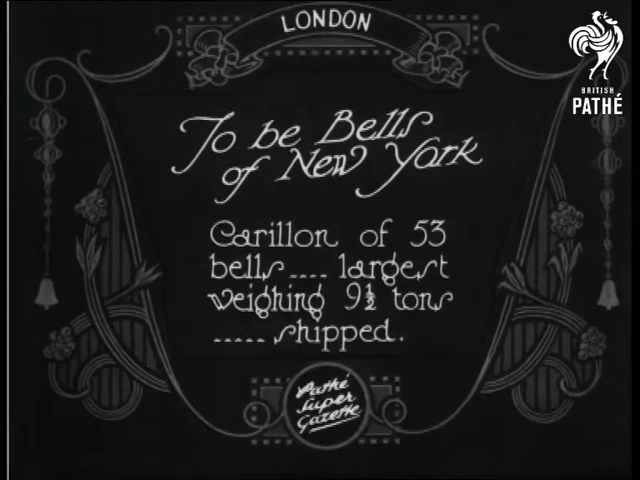 LONDON
BRITISH
PATHÉ
To be Bells
of New York
Carillon of 53
bells.... largest
weighing 9½ tons
..... shipped.
Pathé
Super
Gazette